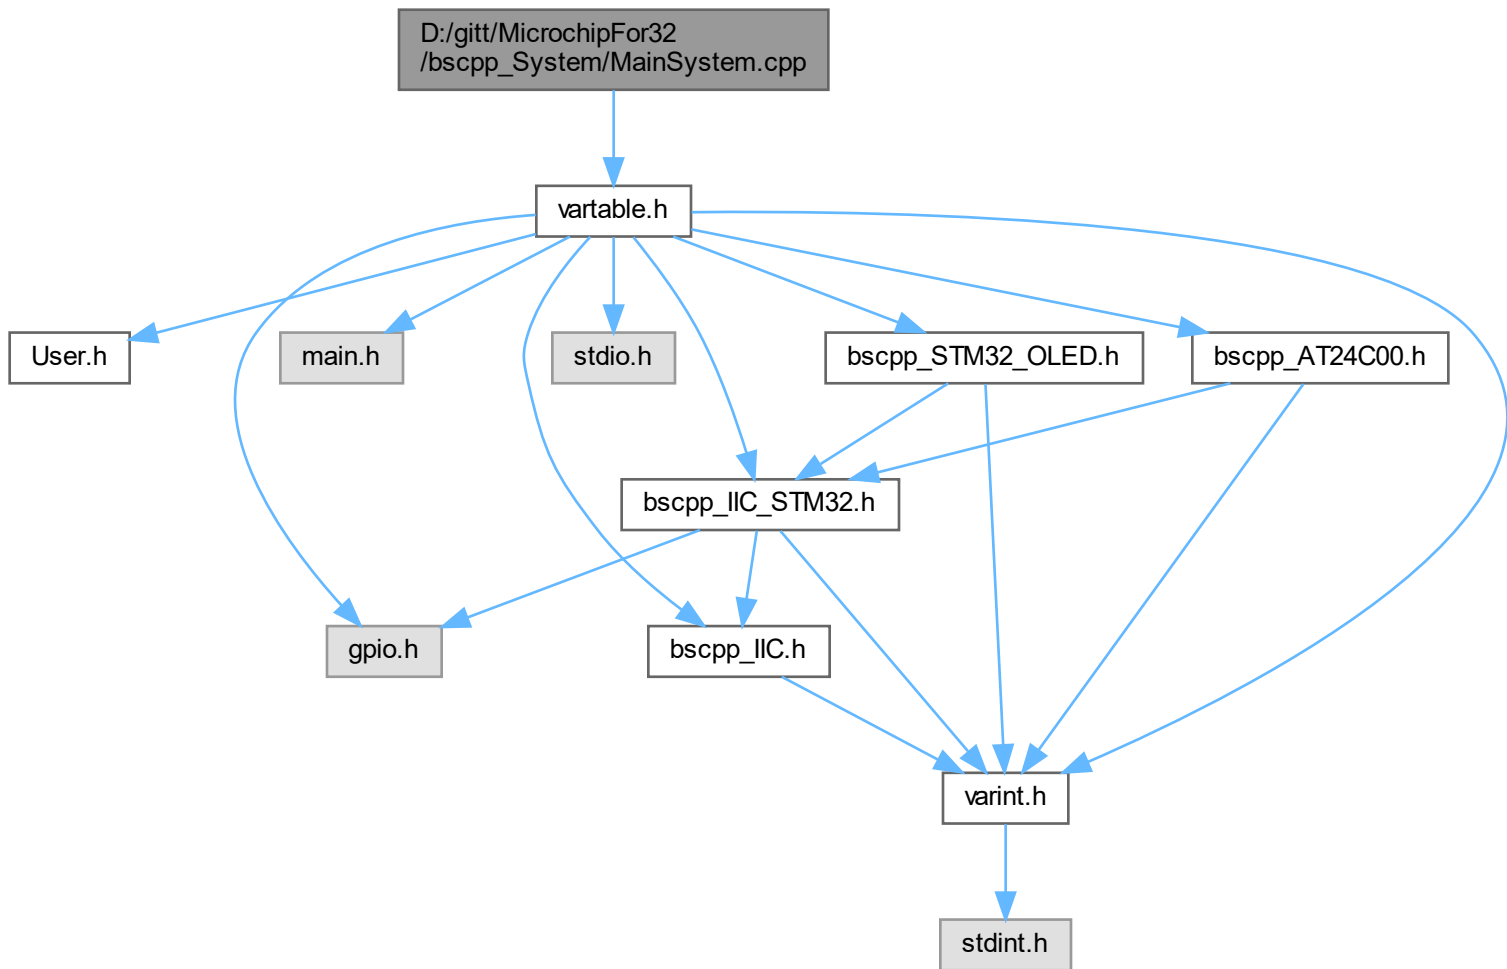 D:/gitt/MicrochipFor32
/bscpp_System/MainSystem.cpp
vartable.h
User.h
main.h
stdio.h
bscpp_STM32_OLED.h
bscpp_AT24C00.h
bscpp_IIC_STM32.h
gpio.h
bscpp_IIC.h
varint.h
stdint.h